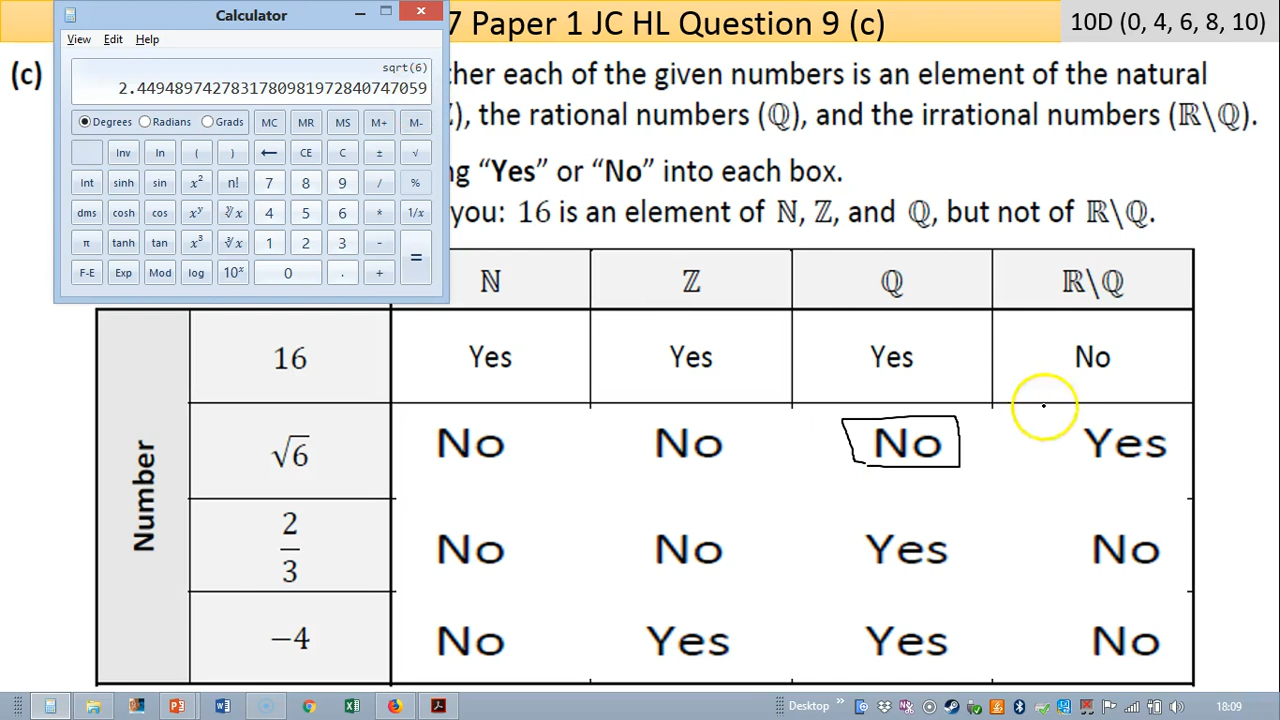 Calculator
7 Paper 1 JC HL Question 9 (c)
10D (0, 4, 6, 8, 10)
View Edit Help
sqrt(6)
2.4494897427831780981972840747059
Degrees Radians Grads MC MR MS M+ M-
Inv ln ( ) ← CE C ± √
Int sinh sin x² n! 7 8 9 / %
dms cosh cos xʸ ʸ√x 4 5 6 * 1/x
π tanh tan x³ ³√x 1 2 3 - =
F-E Exp Mod log 10ˣ 0 . +
(c)
her each of the given numbers is an element of the natural
), the rational numbers (ℚ), and the irrational numbers (ℝ\ℚ).
ng “Yes” or “No” into each box.
you: 16 is an element of ℕ, ℤ, and ℚ, but not of ℝ\ℚ.
ℕ ℤ ℚ ℝ\ℚ
Number
16 Yes Yes Yes No
√6 No No No Yes
2/3 No No Yes No
−4 No Yes Yes No
Desktop »
18:09